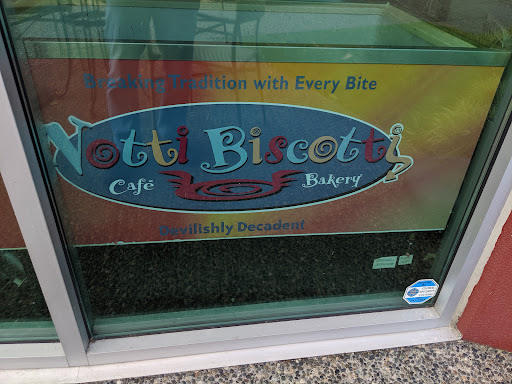 Breaking Tradition with Every Bite
Notti Biscotti
Café Bakery
Devilishly Decadent